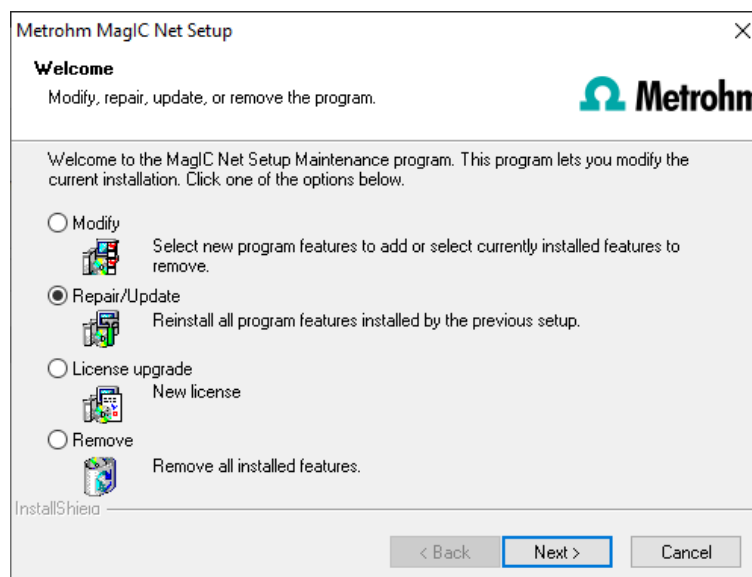 Metrohm MagIC Net Setup
Welcome
Modify, repair, update, or remove the program.
Metrohm
Welcome to the MagIC Net Setup Maintenance program. This program lets you modify the
current installation. Click one of the options below.
Modify
Select new program features to add or select currently installed features to
remove.
Repair/Update
Reinstall all program features installed by the previous setup.
License upgrade
New license
Remove
Remove all installed features.
InstallShield
< Back
Next >
Cancel